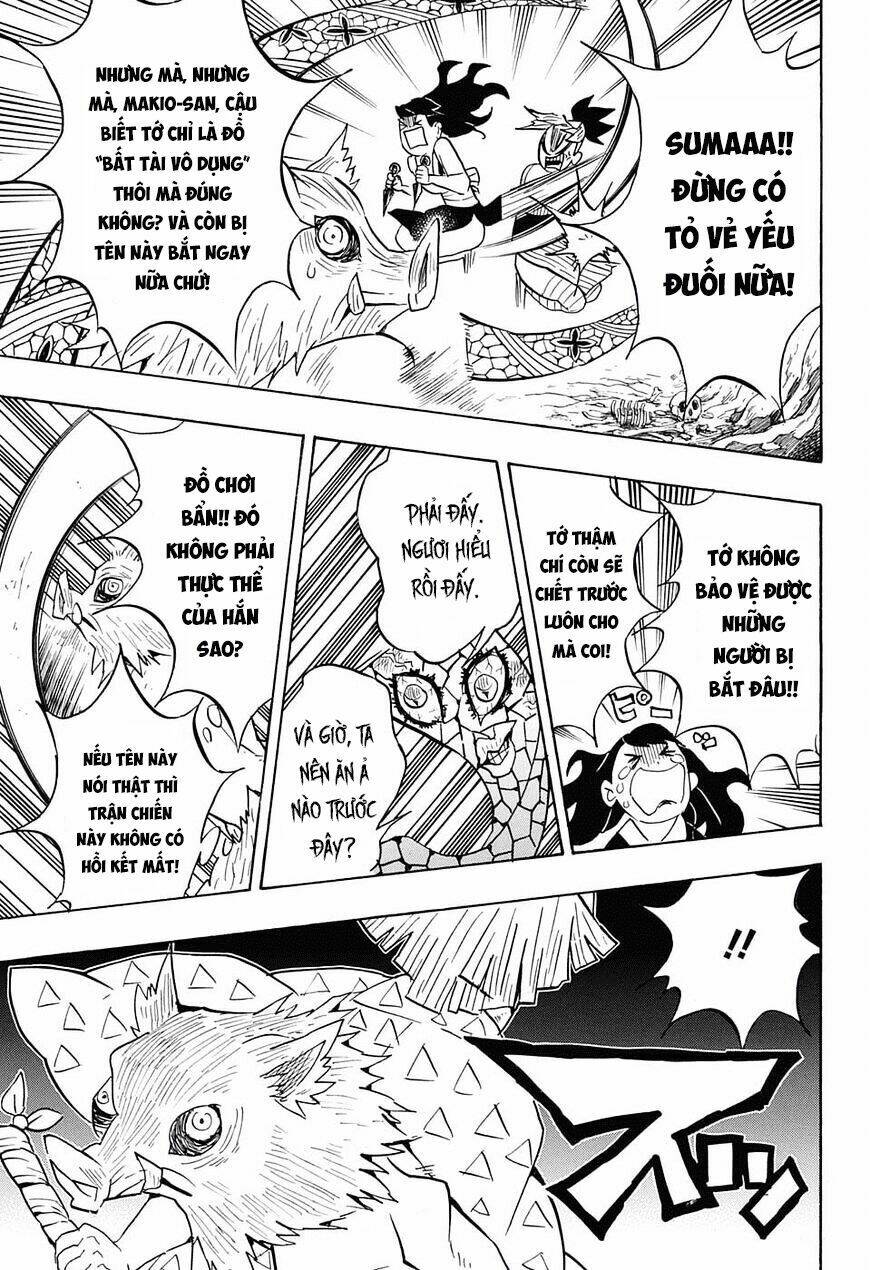 SUMAAA!!
ĐỪNG CÓ
TỎ VẺ YẾU
ĐUỐI NỮA!
NHƯNG MÀ, NHƯNG
MÀ, MAKIO-SAN, CẬU
BIẾT TỚ CHỈ LÀ ĐỒ
“BẤT TÀI VÔ DỤNG”
THÔI MÀ ĐÚNG
KHÔNG? VÀ CÒN BỊ
TÊN NÀY BẮT NGAY
NỮA CHỨ!
TỚ KHÔNG
BẢO VỆ ĐƯỢC
NHỮNG
NGƯỜI BỊ
BẮT ĐÂU!!
TỚ THẬM
CHÍ CÒN SẼ
CHẾT TRƯỚC
LUÔN CHO
MÀ COI!
ピー
PHẢI ĐẤY.
NGƯƠI HIỂU
RỒI ĐẤY.
VÀ GIỜ, TA
NÊN ĂN Ả
NÀO TRƯỚC
ĐÂY?
ĐỒ CHƠI
BẨN!! ĐÓ
KHÔNG PHẢI
THỰC THỂ
CỦA HẮN
SAO?
NẾU TÊN NÀY
NÓI THẬT THÌ
TRẬN CHIẾN
NÀY KHÔNG CÓ
HỒI KẾT MẤT!
!!
スッ